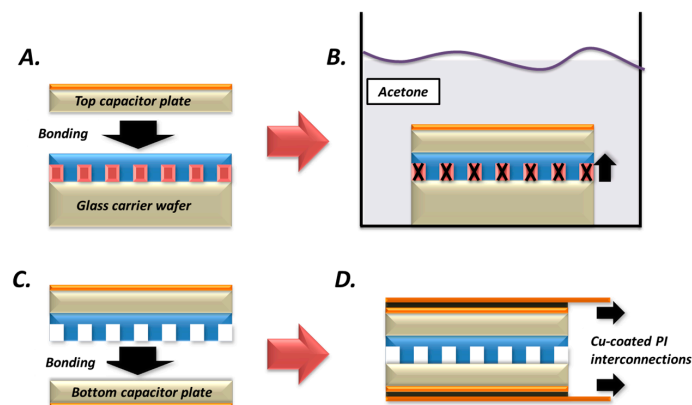 A.
Top capacitor plate
Bonding
Glass carrier wafer
B.
Acetone
C.
Bonding
Bottom capacitor plate
D.
Cu-coated PI
interconnections